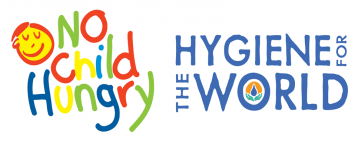 No
Child
Hungry
HYGIENE FOR
THE WORLD